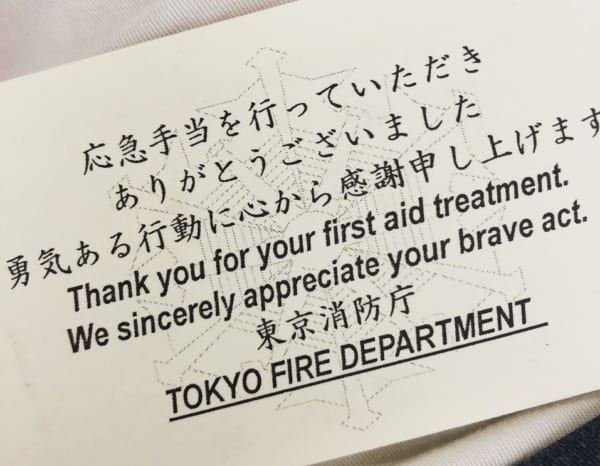 応急手当を行っていただき
ありがとうございました
勇気ある行動に心から感謝申し上げます
Thank you for your first aid treatment.
We sincerely appreciate your brave act.
東京消防庁
TOKYO FIRE DEPARTMENT